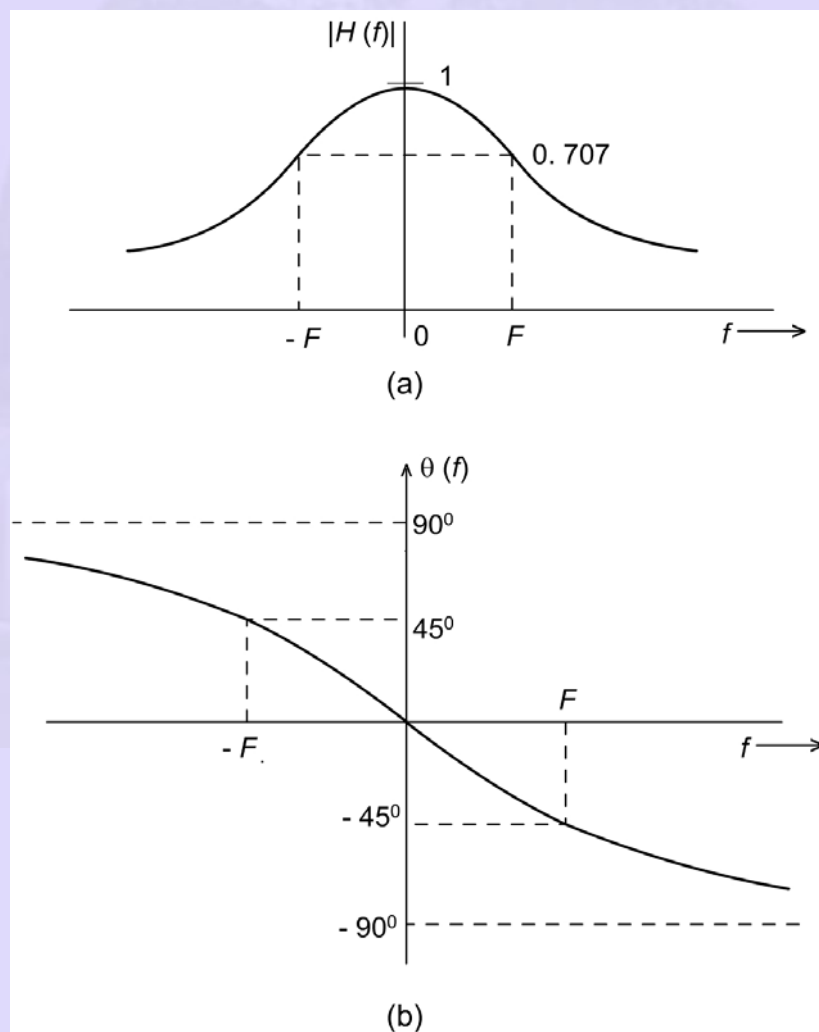 |H (f)|
1
0. 707
- F 0 F f
(a)
θ (f)
90⁰
45⁰
F
- F . f
- 45⁰
- 90⁰
(b)